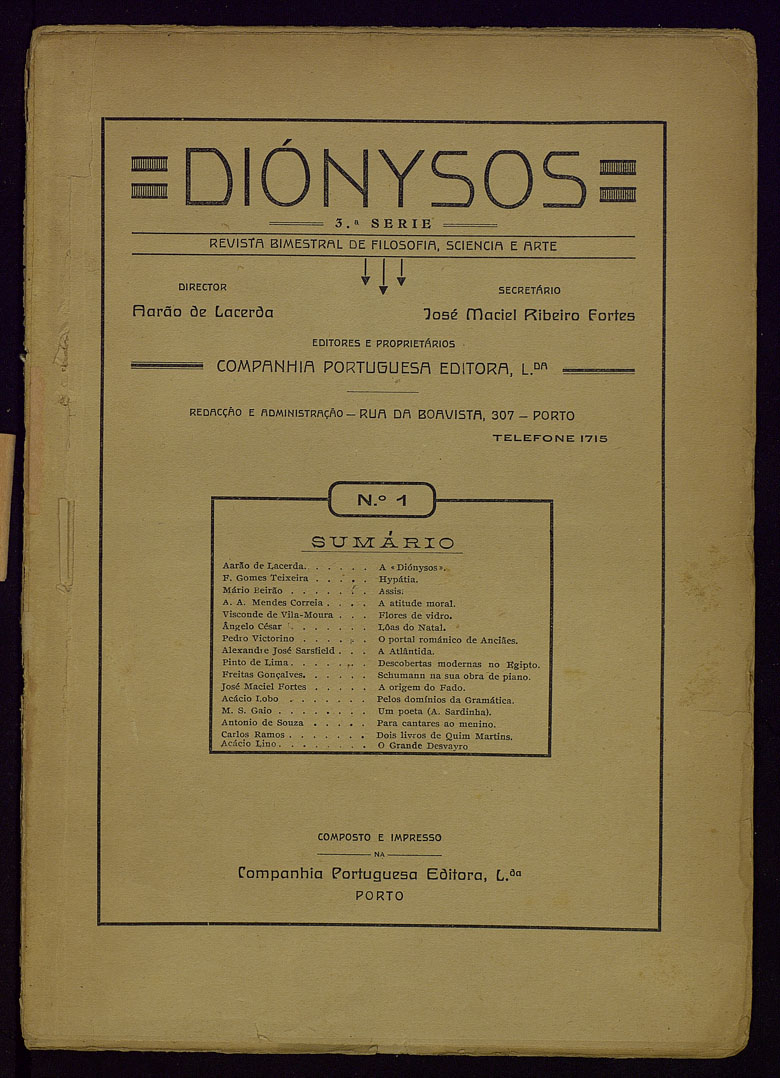 DIÓNYSOS
3.ª SERIE
REVISTA BIMESTRAL DE FILOSOFIA, SCIENCIA E ARTE
DIRECTOR
Aarão de Lacerda
SECRETÁRIO
José Maciel Ribeiro Fortes
EDITORES E PROPRIETÁRIOS
COMPANHIA PORTUGUESA EDITORA, L.DA
REDACÇÃO E ADMINISTRAÇÃO — RUA DA BOAVISTA, 307 — PORTO
TELEFONE 1715
N.º 1
SUMÁRIO
Aarão de Lacerda. . . . . . A «Diónysos».
F. Gomes Teixeira . . . . . Hypátia.
Mário Beirão . . . . . . . Assis.
A. A. Mendes Correia . . . . A atitude moral.
Visconde de Vila-Moura . . . Flores de vidro.
Ângelo César . . . . . . . Lôas do Natal.
Pedro Victorino . . . . . . O portal românico de Anciães.
Alexandre José Sarsfield . . . A Atlântida.
Pinto de Lima . . . . . . . Descobertas modernas no Egipto.
Freitas Gonçalves. . . . . . Schumann na sua obra de piano.
José Maciel Fortes . . . . . A origem do Fado.
Acácio Lobo . . . . . . . Pelos domínios da Gramática.
M. S. Gaio . . . . . . . . Um poeta (A. Sardinha).
Antonio de Souza . . . . . Para cantares ao menino.
Carlos Ramos . . . . . . . Dois livros de Quim Martins.
Acácio Lino . . . . . . . . O Grande Desvayro
COMPOSTO E IMPRESSO
NA
Companhia Portuguesa Editora, L.da
PORTO